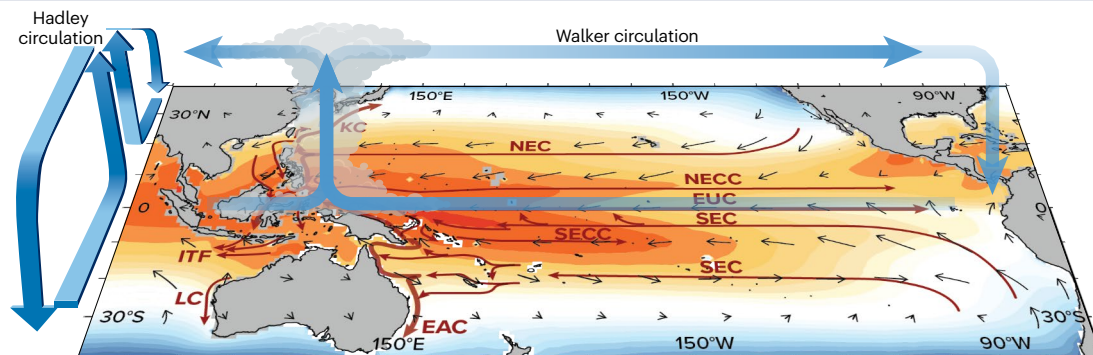 Hadley
circulation
Walker circulation
150°E
150°W
90°W
30°N
KC
NEC
NECC
EUC
0
0
SEC
SECC
ITF
SEC
LC
30°S
30°S
EAC
150°E
150°W
90°W